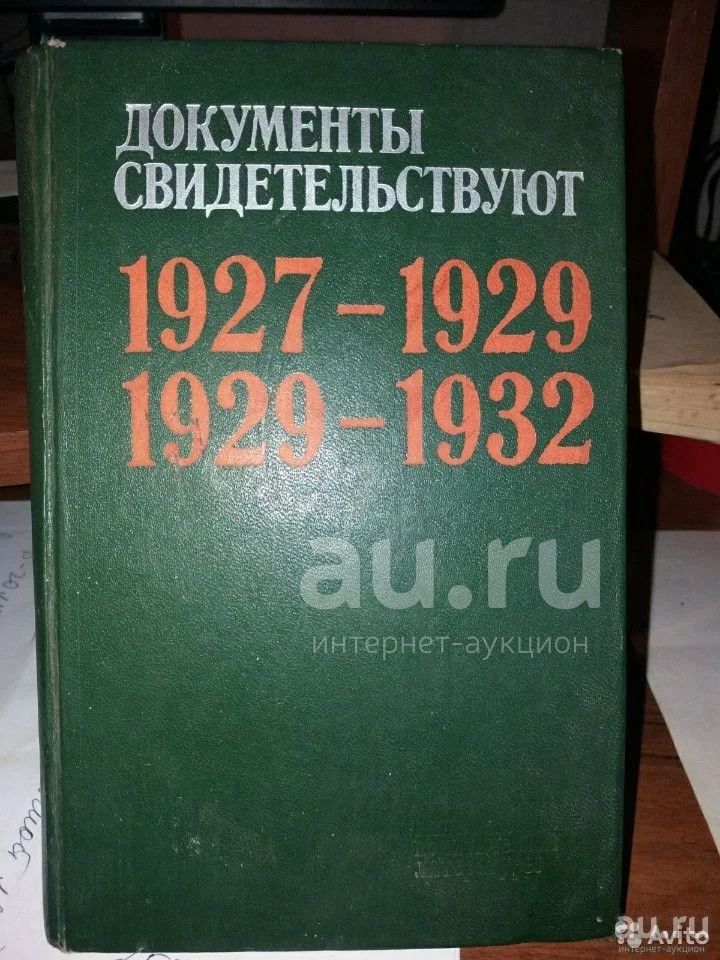 ДОКУМЕНТЫ
СВИДЕТЕЛЬСТВУЮТ
1927-1929
1929-1932
au.ru
интернет-аукцион
au.ru
Avito
интернет-аукцион